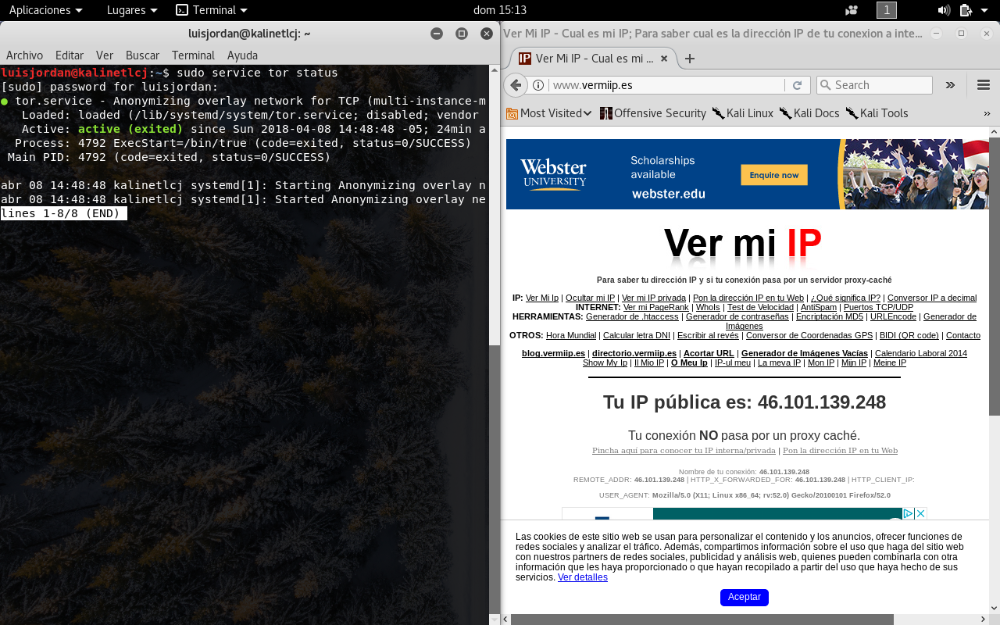 Aplicaciones Lugares Terminal dom 15:13 1
luisjordan@kalinetlcj: ~
Archivo Editar Ver Buscar Terminal Ayuda
luisjordan@kalinetlcj:~$ sudo service tor status
[sudo] password for luisjordan:
● tor.service - Anonymizing overlay network for TCP (multi-instance-m
Loaded: loaded (/lib/systemd/system/tor.service; disabled; vendor
Active: active (exited) since Sun 2018-04-08 14:48:48 -05; 24min a
Process: 4792 ExecStart=/bin/true (code=exited, status=0/SUCCESS)
Main PID: 4792 (code=exited, status=0/SUCCESS)
abr 08 14:48:48 kalinetlcj systemd[1]: Starting Anonymizing overlay n
abr 08 14:48:48 kalinetlcj systemd[1]: Started Anonymizing overlay ne
lines 1-8/8 (END)
Ver Mi IP - Cual es mi IP; Para saber cual es la dirección IP de tu conexion a inte...
IP Ver Mi IP - Cual es mi ...
www.vermiip.es Search
Most Visited Offensive Security Kali Linux Kali Docs Kali Tools
Webster
UNIVERSITY
Scholarships
available
webster.edu
Enquire now
Ver mi IP
Para saber tu dirección IP y si tu conexión pasa por un servidor proxy-caché
IP: Ver Mi Ip | Ocultar mi IP | Ver mi IP privada | Pon la dirección IP en tu Web | ¿Qué significa IP? | Conversor IP a decimal
INTERNET: Ver mi PageRank | WhoIs | Test de Velocidad | AntiSpam | Puertos TCP/UDP
HERRAMIENTAS: Generador de .htaccess | Generador de contraseñas | Encriptación MD5 | URLEncode | Generador de
Imágenes
OTROS: Hora Mundial | Calcular letra DNI | Escribir al revés | Conversor de Coordenadas GPS | BIDI (QR code) | Contacto
blog.vermiip.es | directorio.vermiip.es | Acortar URL | Generador de Imágenes Vacías | Calendario Laboral 2014
Show My Ip | Il Mio IP | O Meu Ip | IP-ul meu | La meva IP | Mon IP | Mijn IP | Meine IP
Tu IP pública es: 46.101.139.248
Tu conexión NO pasa por un proxy caché.
Pincha aquí para conocer tu IP interna/privada | Pon la dirección IP en tu Web
Nombre de tu conexión: 46.101.139.248
REMOTE_ADDR: 46.101.139.248 | HTTP_X_FORWARDED_FOR: 46.101.139.248 | HTTP_CLIENT_IP:
USER_AGENT: Mozilla/5.0 (X11; Linux x86_64; rv:52.0) Gecko/20100101 Firefox/52.0
Las cookies de este sitio web se usan para personalizar el contenido y los anuncios, ofrecer funciones de
redes sociales y analizar el tráfico. Además, compartimos información sobre el uso que haga del sitio web
con nuestros partners de redes sociales, publicidad y análisis web, quienes pueden combinarla con otra
información que les haya proporcionado o que hayan recopilado a partir del uso que haya hecho de sus
servicios. Ver detalles
Aceptar